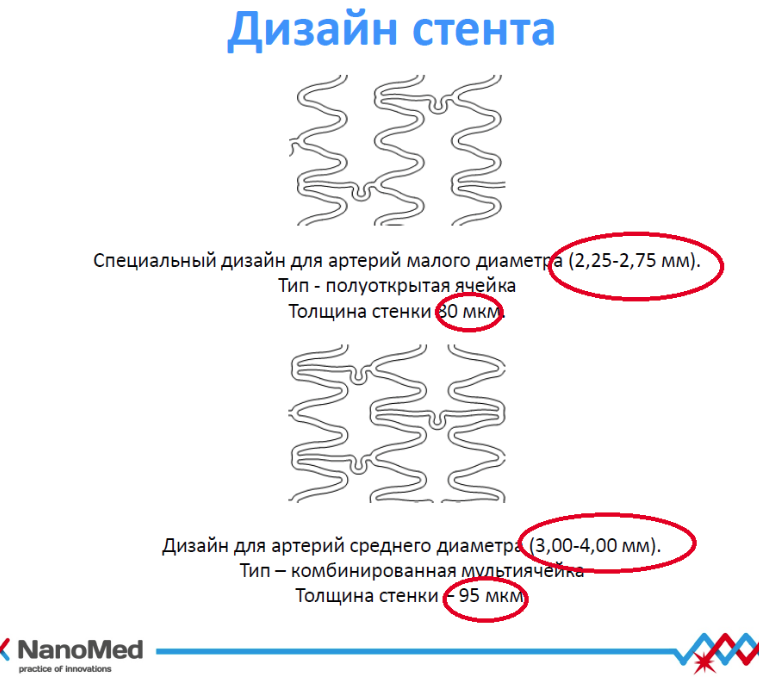 Дизайн стента
Специальный дизайн для артерий малого диаметра (2,25-2,75 мм).
Тип - полуоткрытая ячейка
Толщина стенки 80 мкм.
Дизайн для артерий среднего диаметра (3,00-4,00 мм).
Тип – комбинированная мультиячейка
Толщина стенки – 95 мкм
NanoMed
practice of innovations